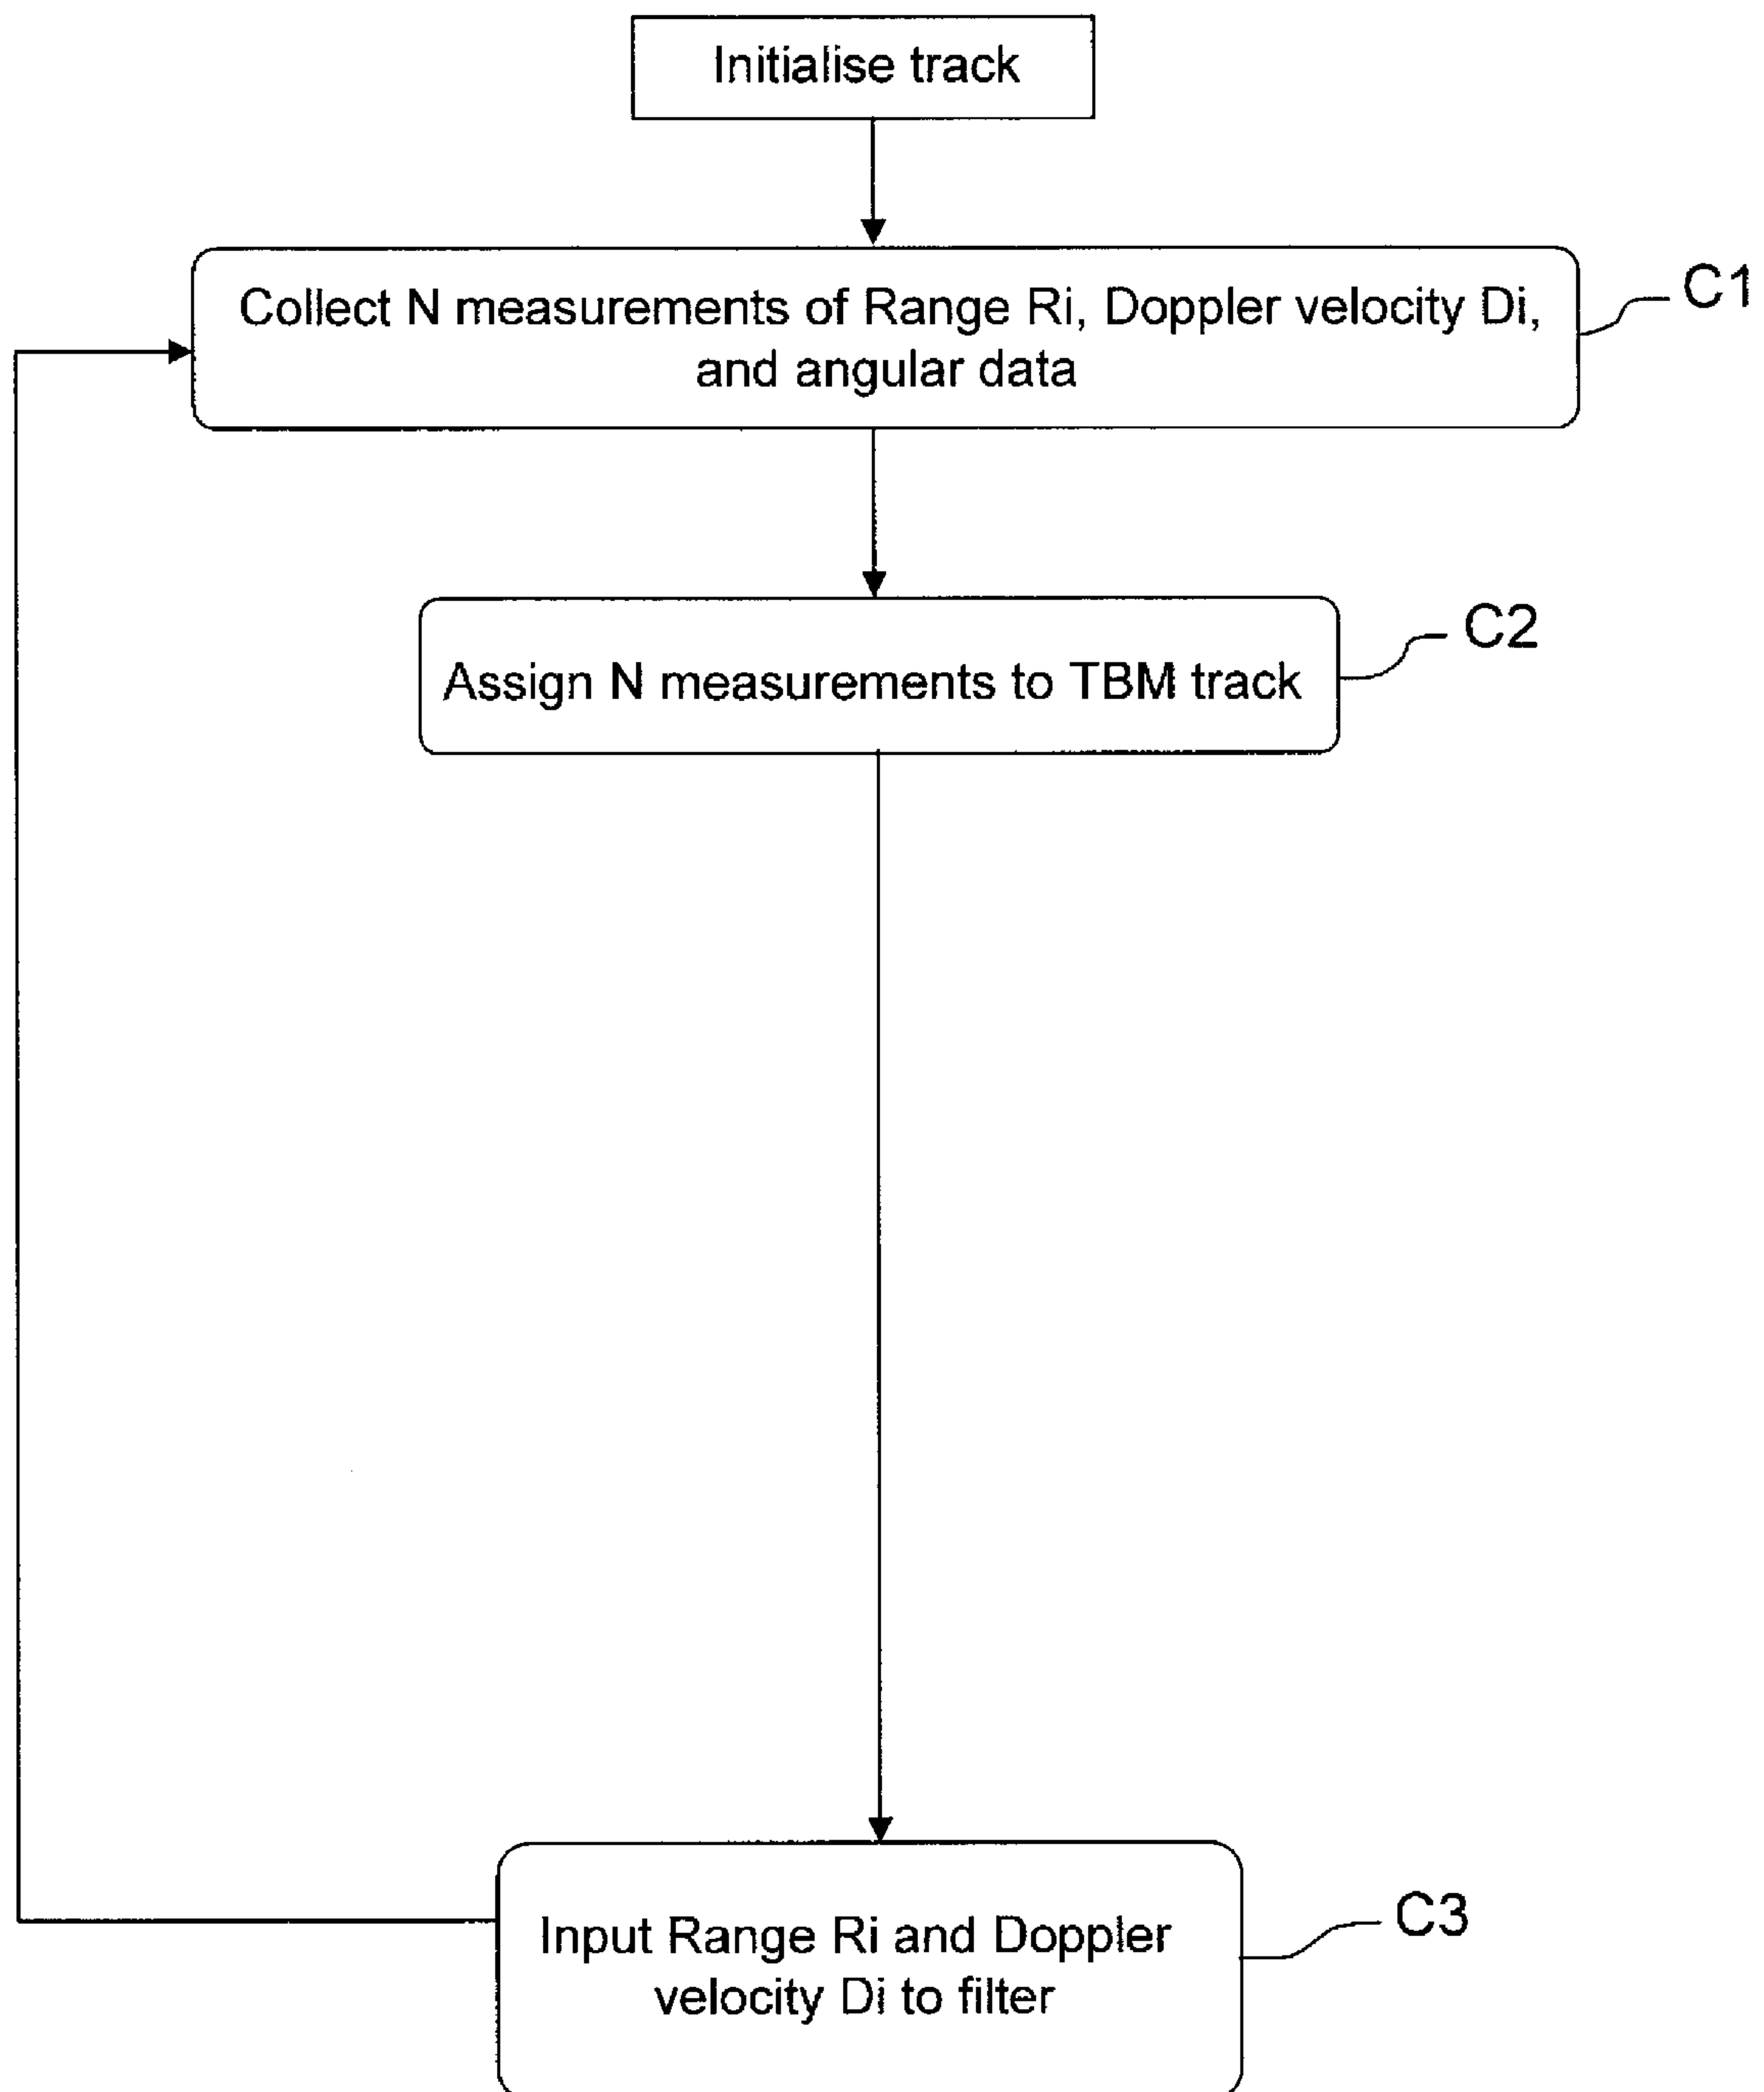 Initialise track
Collect N measurements of Range Ri, Doppler velocity Di,
and angular data
C1
Assign N measurements to TBM track
C2
Input Range Ri and Doppler
velocity Di to filter
C3